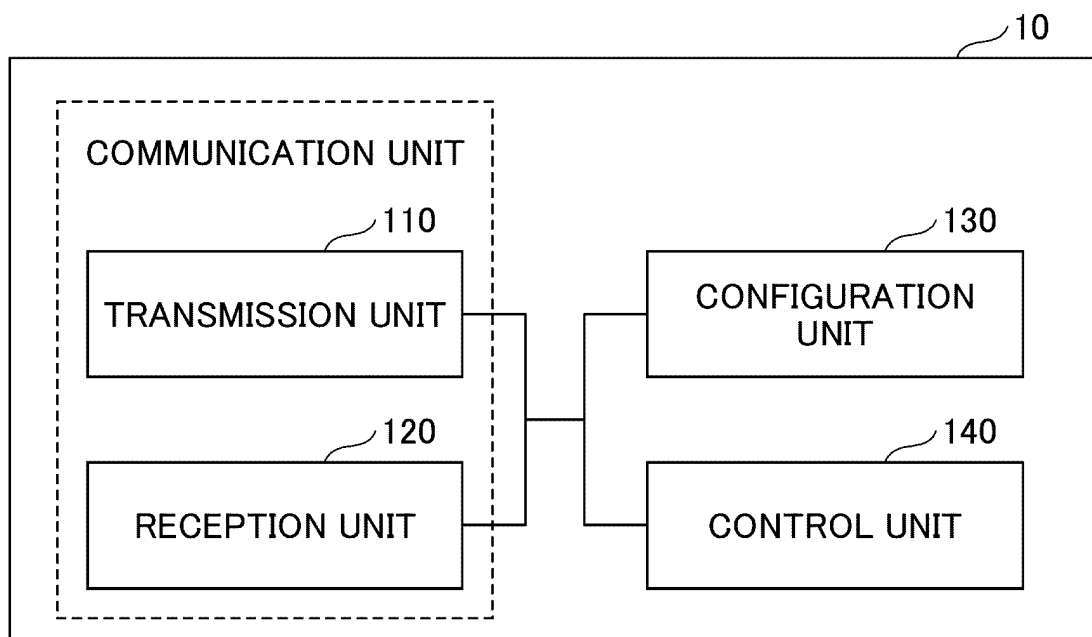 10
COMMUNICATION UNIT
110
TRANSMISSION UNIT
120
RECEPTION UNIT
130
CONFIGURATION
UNIT
140
CONTROL UNIT